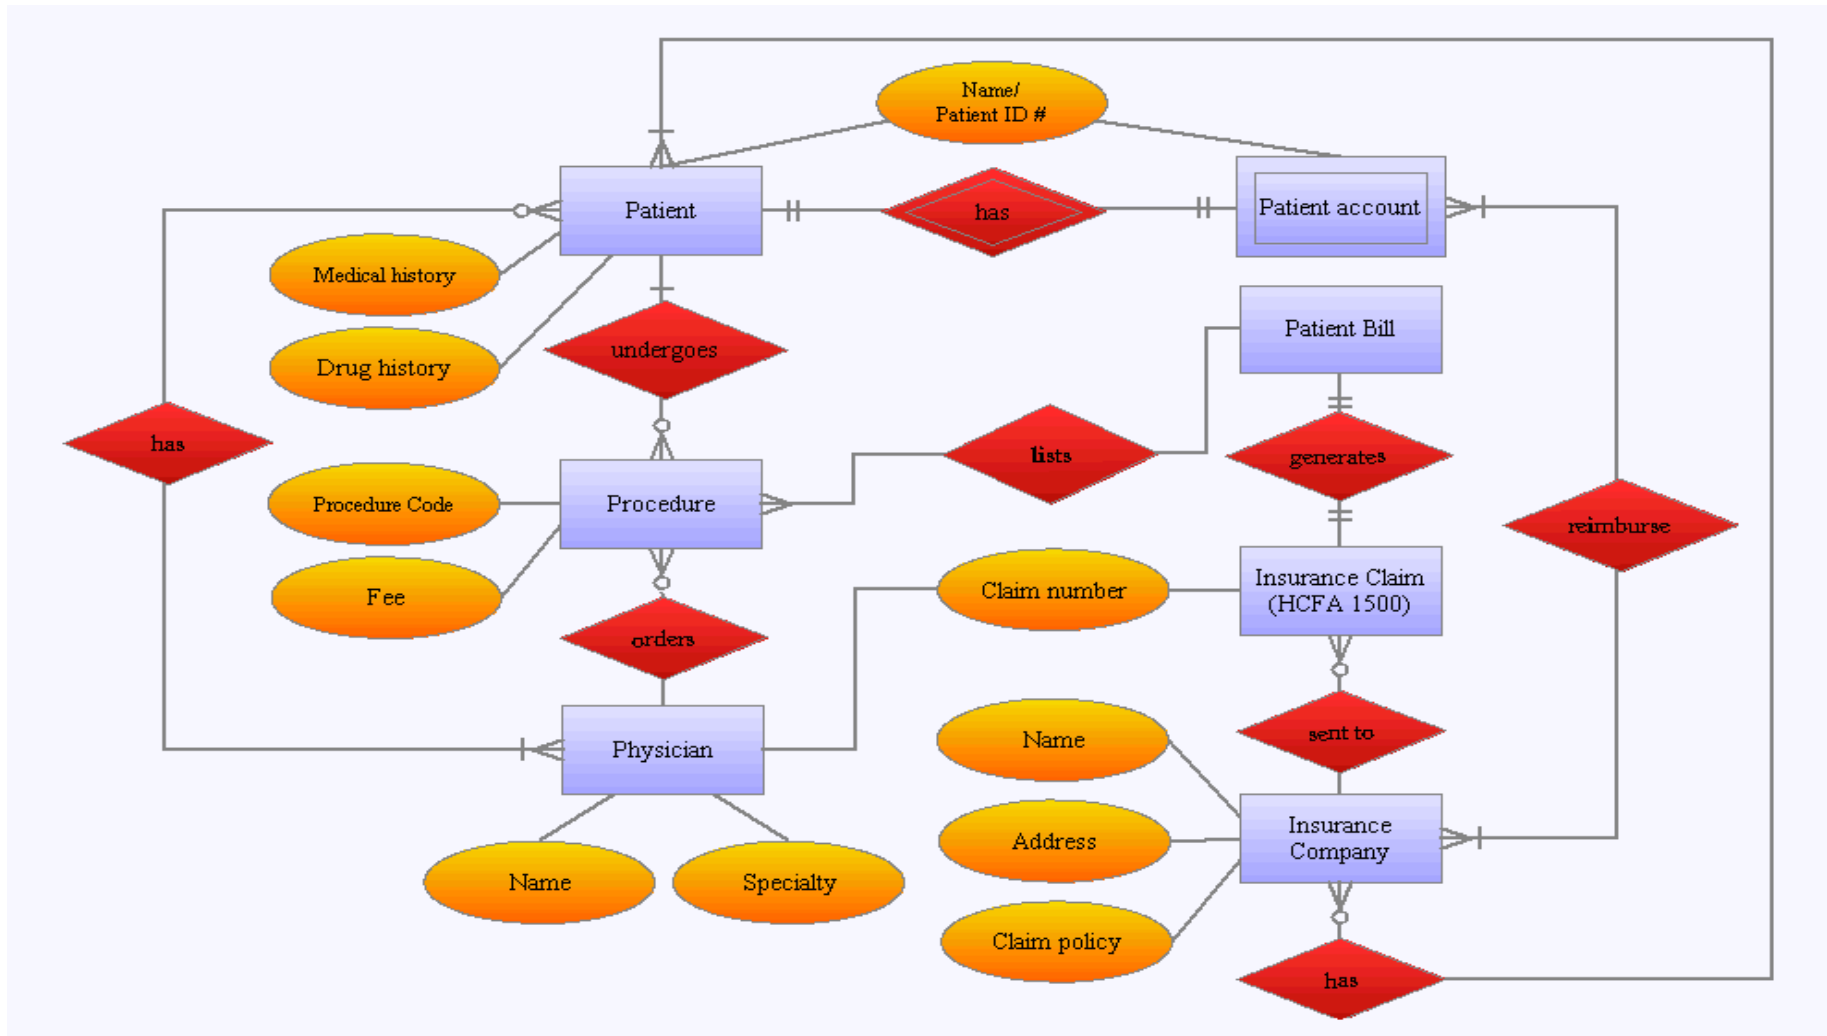 Name/
Patient ID #
Patient
has
Patient account
Medical history
Patient Bill
undergoes
Drug history
has
lists
generates
Procedure Code
Procedure
reimburse
Fee
Claim number
Insurance Claim
(HCFA 1500)
orders
Physician
Name
sent to
Address
Insurance
Company
Name
Specialty
Claim policy
has